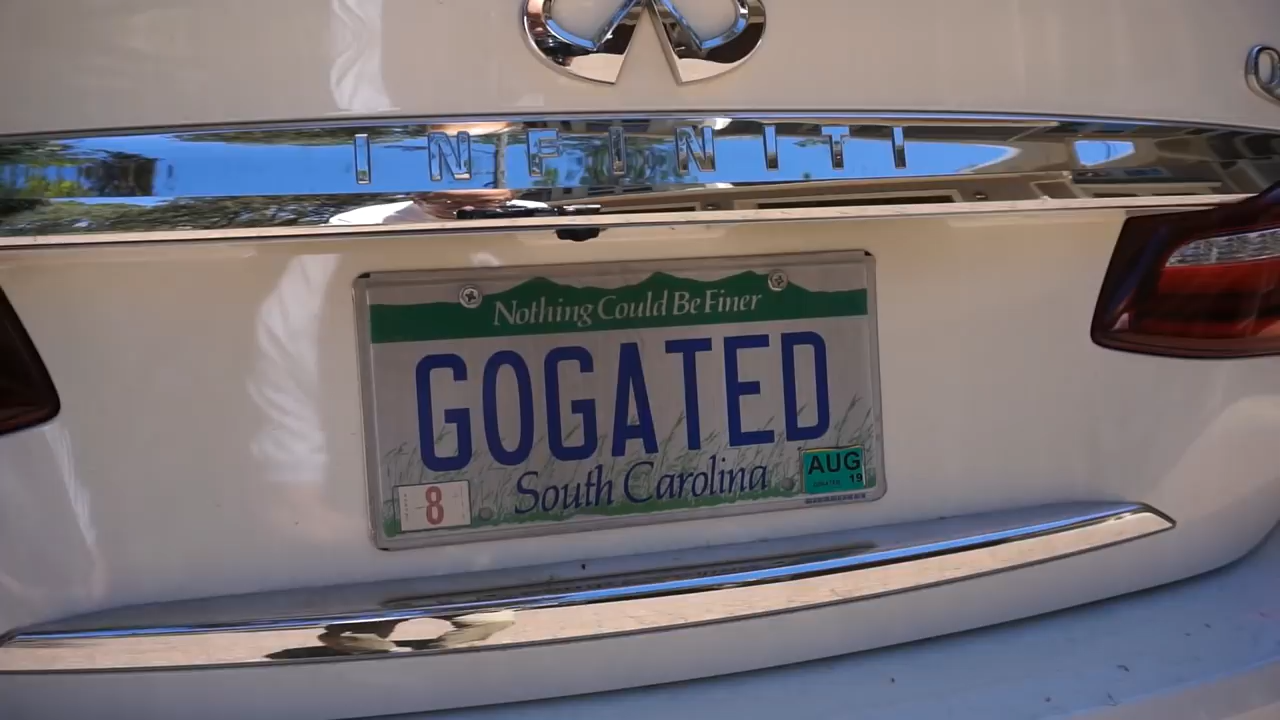 INFINITI
Nothing Could Be Finer
GOGATED
South Carolina
8
AUG
19